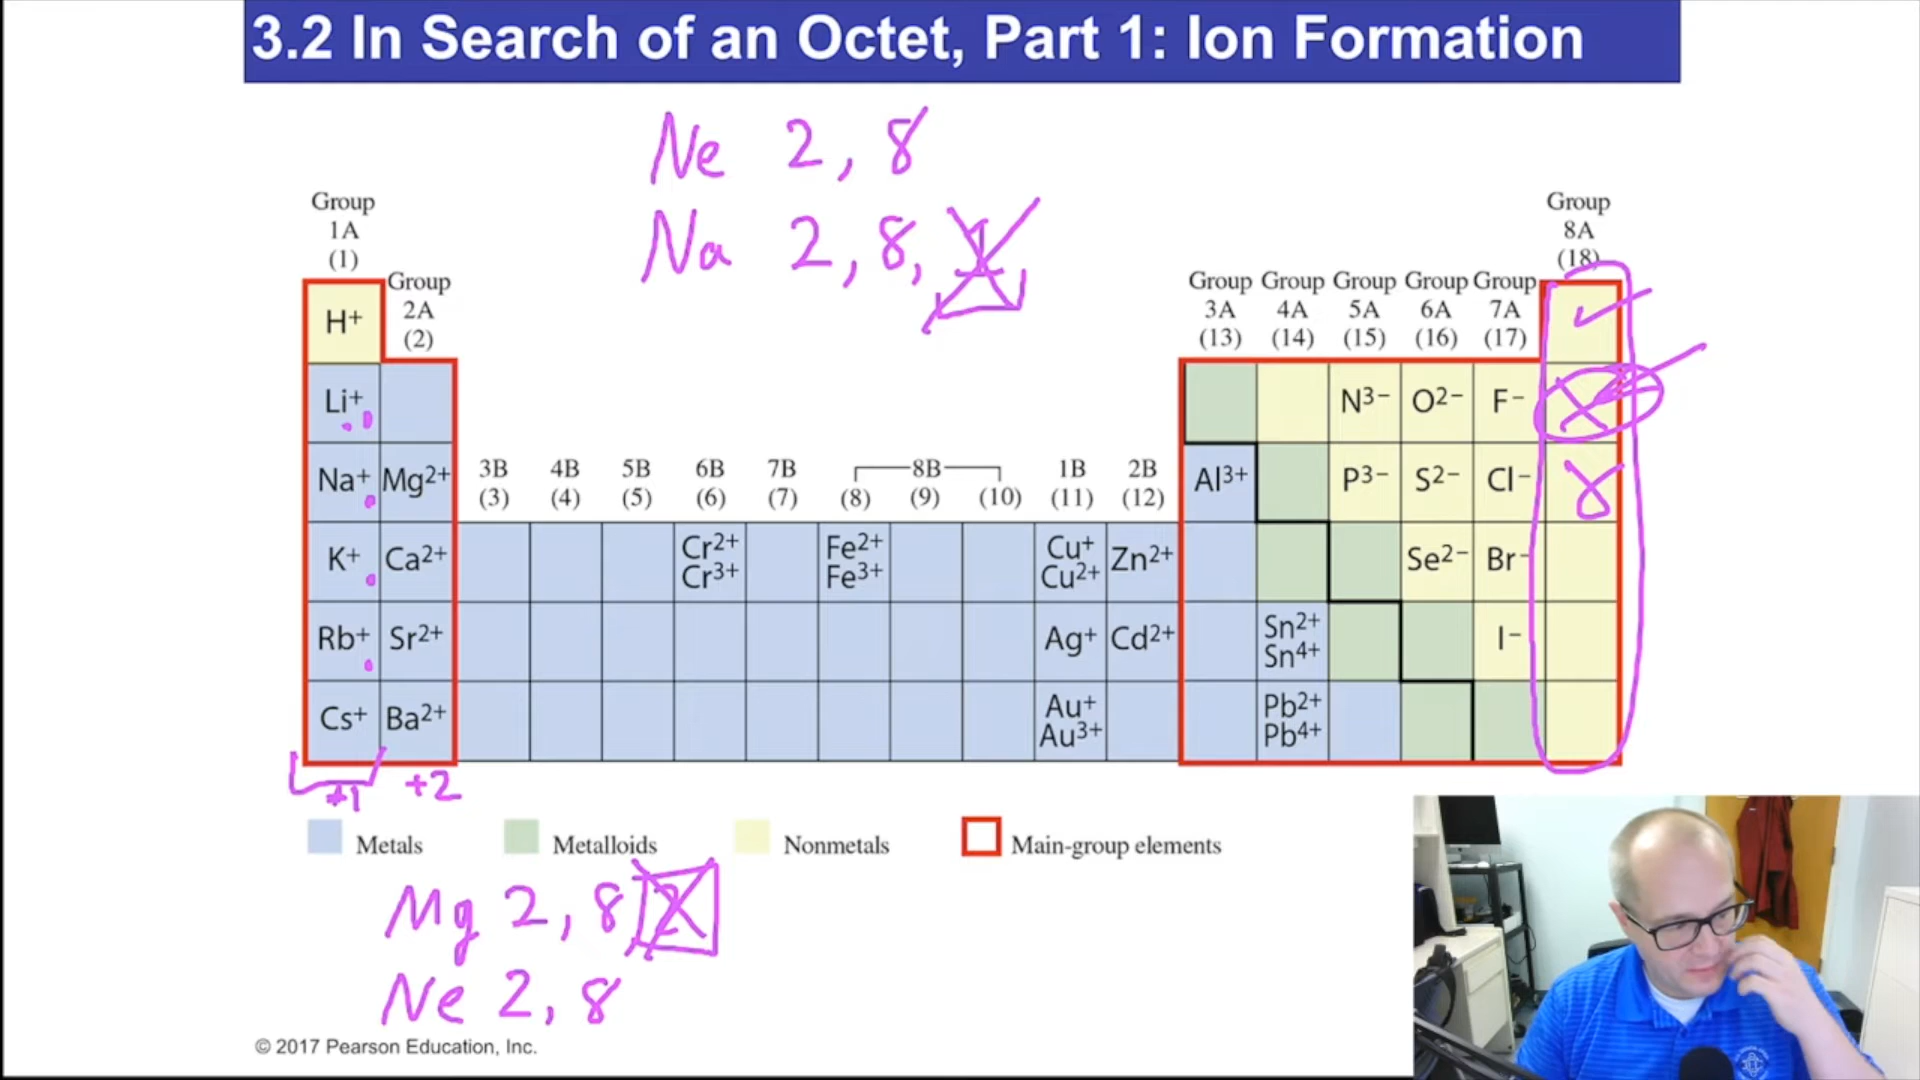 3.2 In Search of an Octet, Part 1: Ion Formation
Ne 2, 8
Na 2, 8, 1
Group 1A (1)
Group 2A (2)
3B (3)
4B (4)
5B (5)
6B (6)
7B (7)
8B
(8) (9) (10)
1B (11)
2B (12)
Group 3A (13)
Group 4A (14)
Group 5A (15)
Group 6A (16)
Group 7A (17)
Group 8A (18)
H+
Li+ N3− O2− F−
Na+ Mg2+ Al3+ P3− S2− Cl− 8
K+ Ca2+ Cr2+ Cr3+ Fe2+ Fe3+ Cu+ Cu2+ Zn2+ Se2− Br−
Rb+ Sr2+ Ag+ Cd2+ Sn2+ Sn4+ I−
Cs+ Ba2+ Au+ Au3+ Pb2+ Pb4+
+1 +2
Metals Metalloids Nonmetals Main-group elements
Mg 2, 8, 2
Ne 2, 8
© 2017 Pearson Education, Inc.